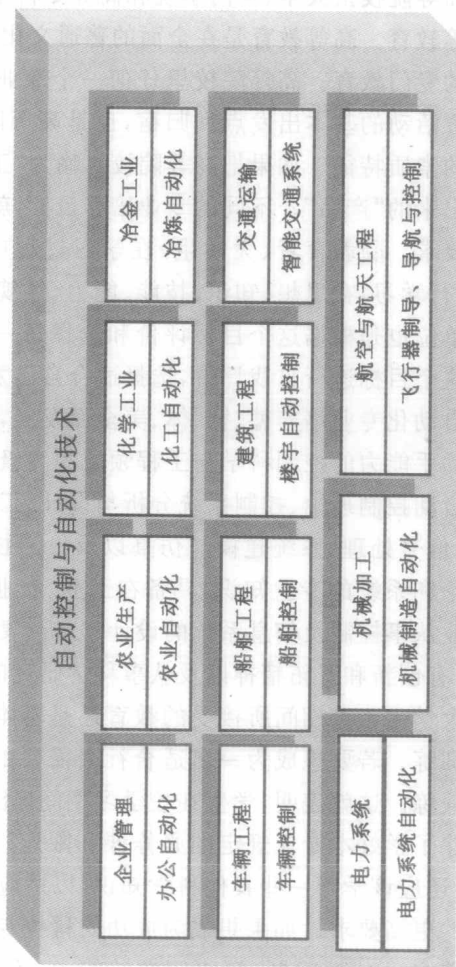 自动控制与自动化技术
企业管理
办公自动化
农业生产
农业自动化
化学工业
化工自动化
冶金工业
冶炼自动化
车辆工程
车辆控制
船舶工程
船舶控制
建筑工程
楼宇自动控制
交通运输
智能交通系统
电力系统
电力系统自动化
机械加工
机械制造自动化
航空与航天工程
飞行器制导、导航与控制